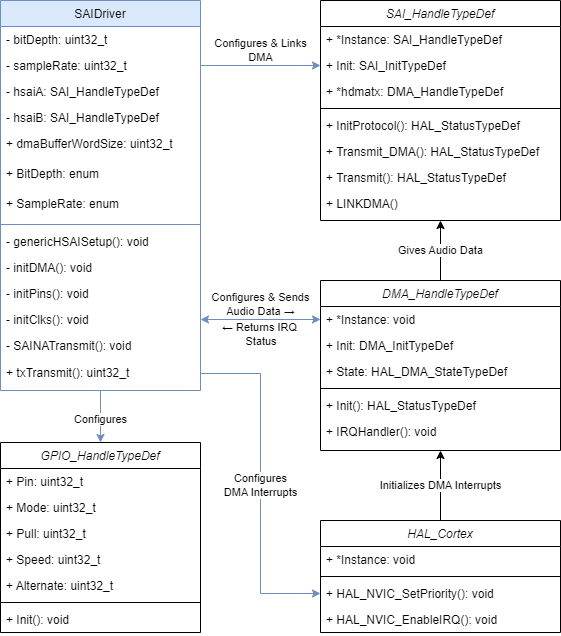 SAIDriver
- bitDepth: uint32_t
- sampleRate: uint32_t
- hsaiA: SAI_HandleTypeDef
- hsaiB: SAI_HandleTypeDef
+ dmaBufferWordSize: uint32_t
+ BitDepth: enum
+ SampleRate: enum
- genericHSAISetup(): void
- initDMA(): void
- initPins(): void
- initClks(): void
- SAINATransmit(): void
+ txTransmit(): uint32_t
Configures & Links
DMA
SAI_HandleTypeDef
+ *Instance: SAI_HandleTypeDef
+ Init: SAI_InitTypeDef
+ *hdmatx: DMA_HandleTypeDef
+ InitProtocol(): HAL_StatusTypeDef
+ Transmit_DMA(): HAL_StatusTypeDef
+ Transmit(): HAL_StatusTypeDef
+ LINKDMA()
Gives Audio Data
Configures & Sends
Audio Data →
← Returns IRQ
Status
DMA_HandleTypeDef
+ *Instance: void
+ Init: DMA_InitTypeDef
+ State: HAL_DMA_StateTypeDef
+ Init(): HAL_StatusTypeDef
+ IRQHandler(): void
Configures
GPIO_HandleTypeDef
+ Pin: uint32_t
+ Mode: uint32_t
+ Pull: uint32_t
+ Speed: uint32_t
+ Alternate: uint32_t
+ Init(): void
Configures
DMA Interrupts
Initializes DMA Interrupts
HAL_Cortex
+ *Instance: void
+ HAL_NVIC_SetPriority(): void
+ HAL_NVIC_EnableIRQ(): void